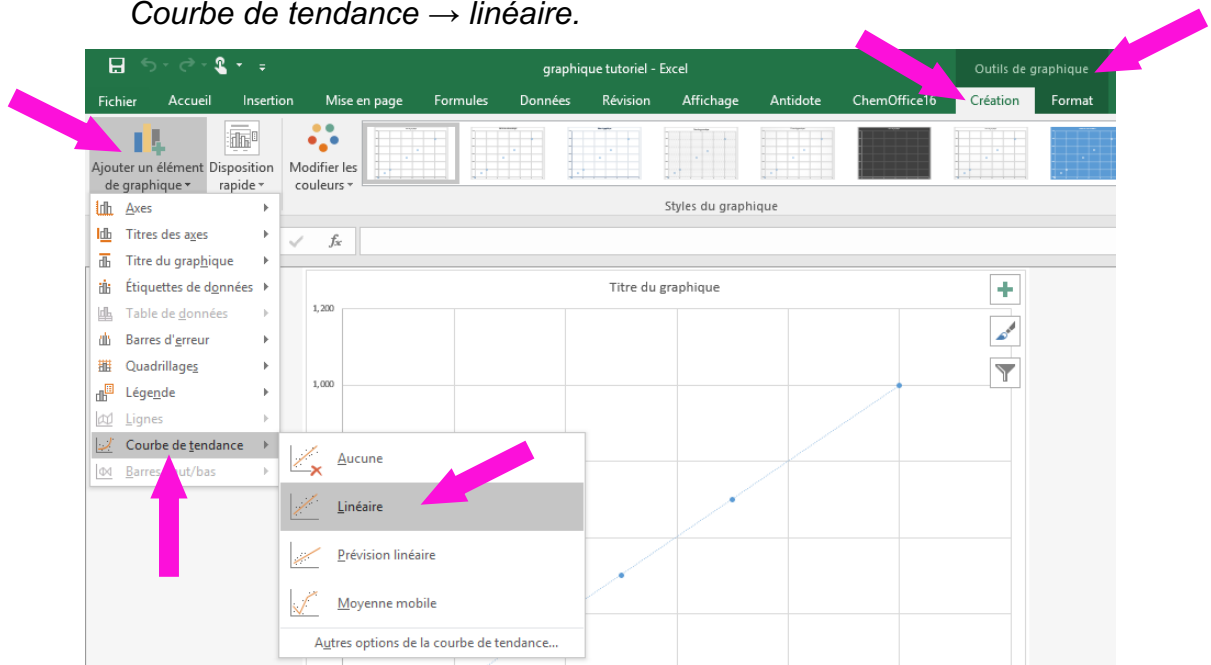 Courbe de tendance → linéaire.
graphique tutoriel - Excel
Outils de graphique
Fichier Accueil Insertion Mise en page Formules Données Révision Affichage Antidote ChemOffice16 Création Format
Ajouter un élément de graphique
Disposition rapide
Modifier les couleurs
Styles du graphique
Axes
Titres des axes
Titre du graphique
Étiquettes de données
Table de données
Barres d'erreur
Quadrillages
Légende
Lignes
Courbe de tendance
Barres haut/bas
fx
Titre du graphique
1,200
1,000
Aucune
Linéaire
Prévision linéaire
Moyenne mobile
Autres options de la courbe de tendance...